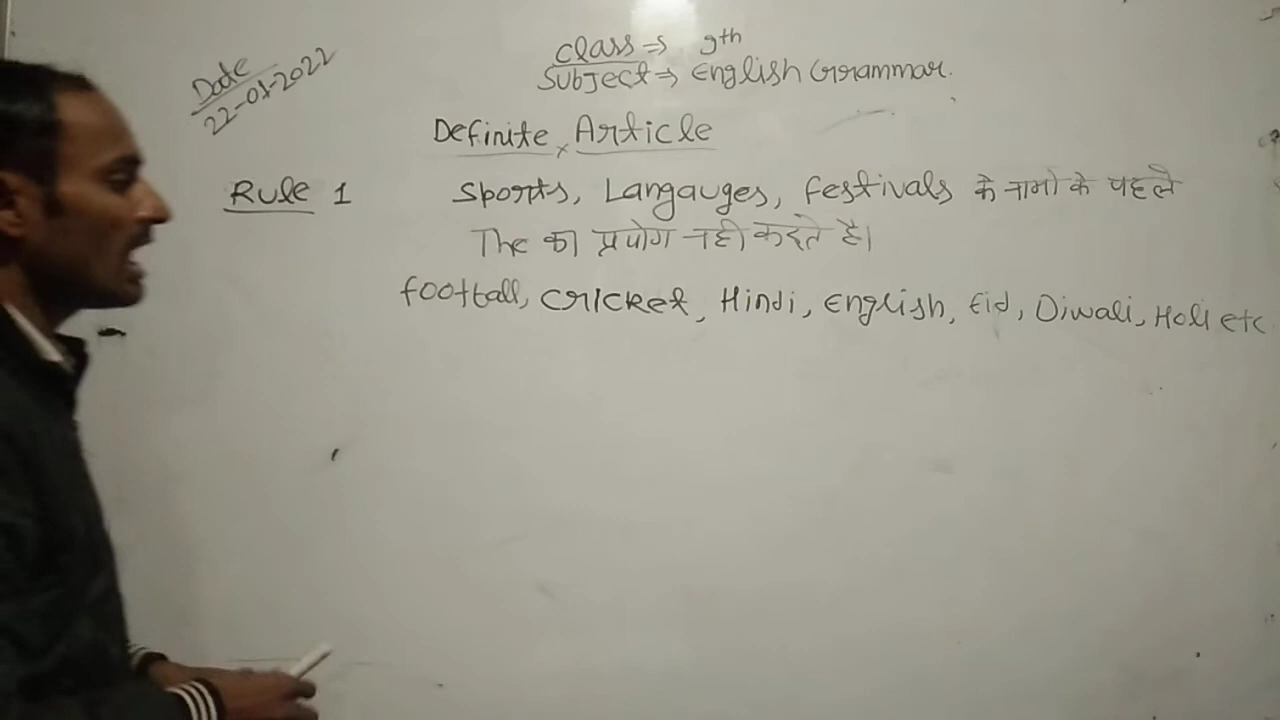 Date
22-01-2022
Class ⇒ 9th
Subject ⇒ English Grammar.
Definite × Article
Rule 1
Sports, Langauges, Festivals के नामो के पहले
The का प्रयोग नही करते है।
Football, Cricket, Hindi, English, Eid, Diwali, Holi etc